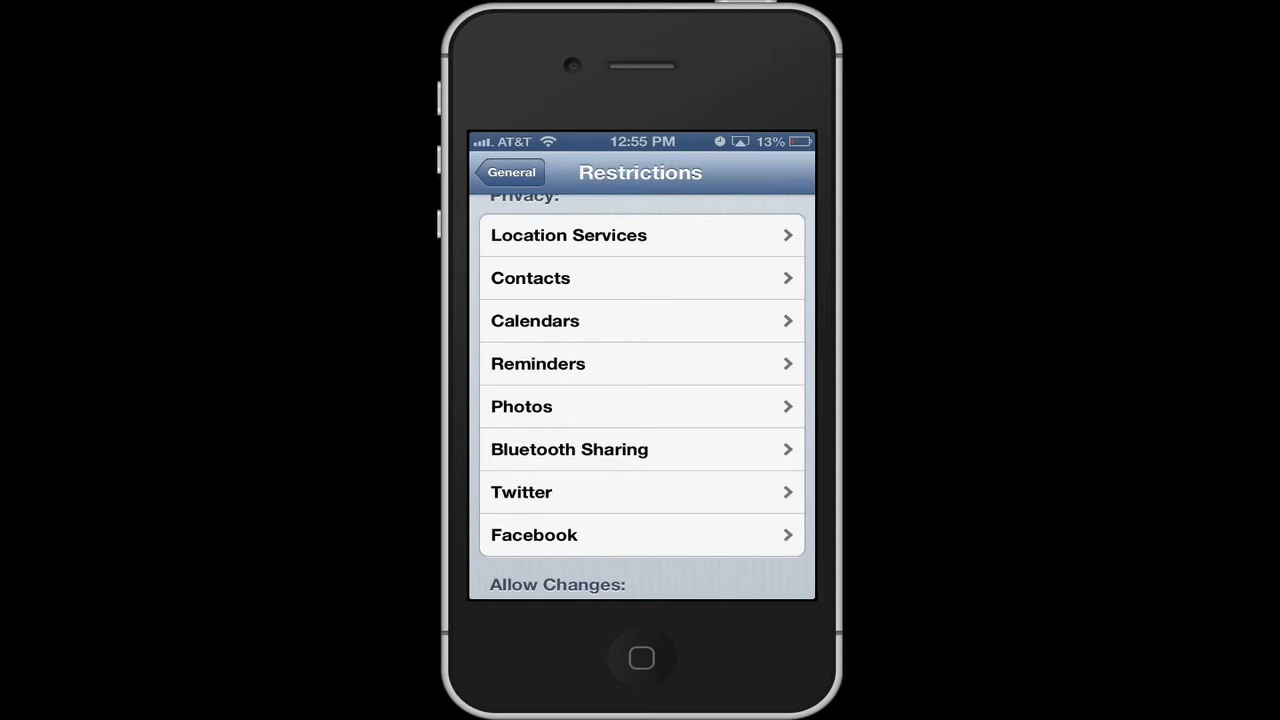 AT&T 12:55 PM 13%
General Restrictions
Privacy:
Location Services
Contacts
Calendars
Reminders
Photos
Bluetooth Sharing
Twitter
Facebook
Allow Changes: